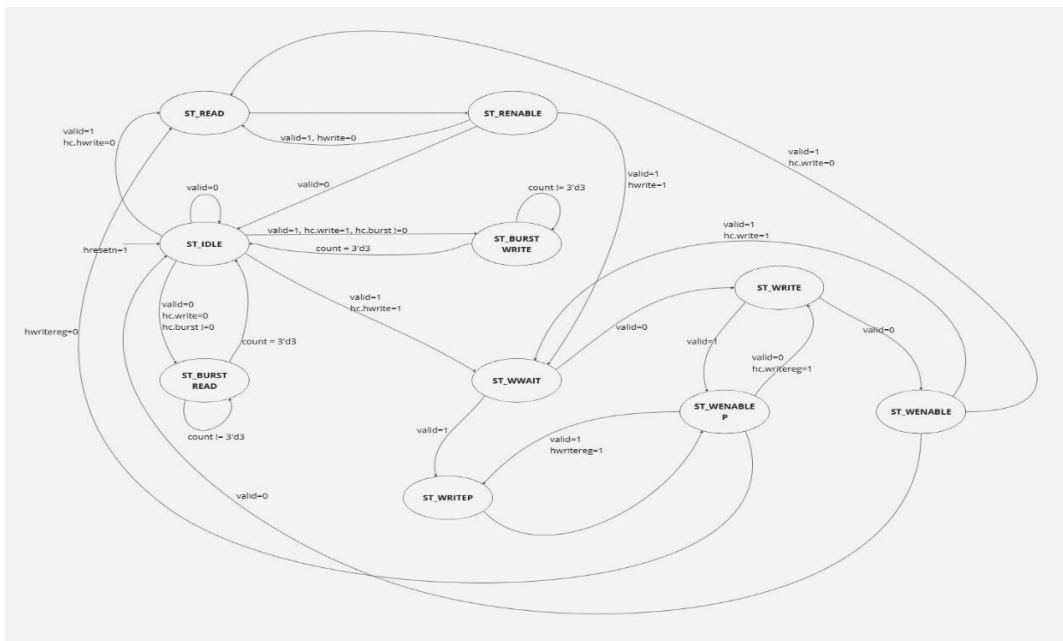 ST_READ
ST_RENABLE
valid=1
hc.hwrite=0
valid=1, hwrite=0
valid=1
hc.write=0
valid=1
hwrite=1
valid=0
valid=0
count != 3'd3
valid=1, hc.write=1, hc.burst !=0
valid=1
hc.write=1
hresetn=1
ST_IDLE
count = 3'd3
ST_BURST
WRITE
ST_WRITE
valid=1
hc.hwrite=1
valid=0
hc.write=0
hc.burst !=0
hwritereg=0
valid=0
valid=0
count = 3'd3
valid=1
valid=0
hc.writereg=1
ST_BURST
READ
ST_WWAIT
ST_WENABLE
P
ST_WENABLE
count != 3'd3
valid=1
valid=1
hwritereg=1
valid=0
ST_WRITEP